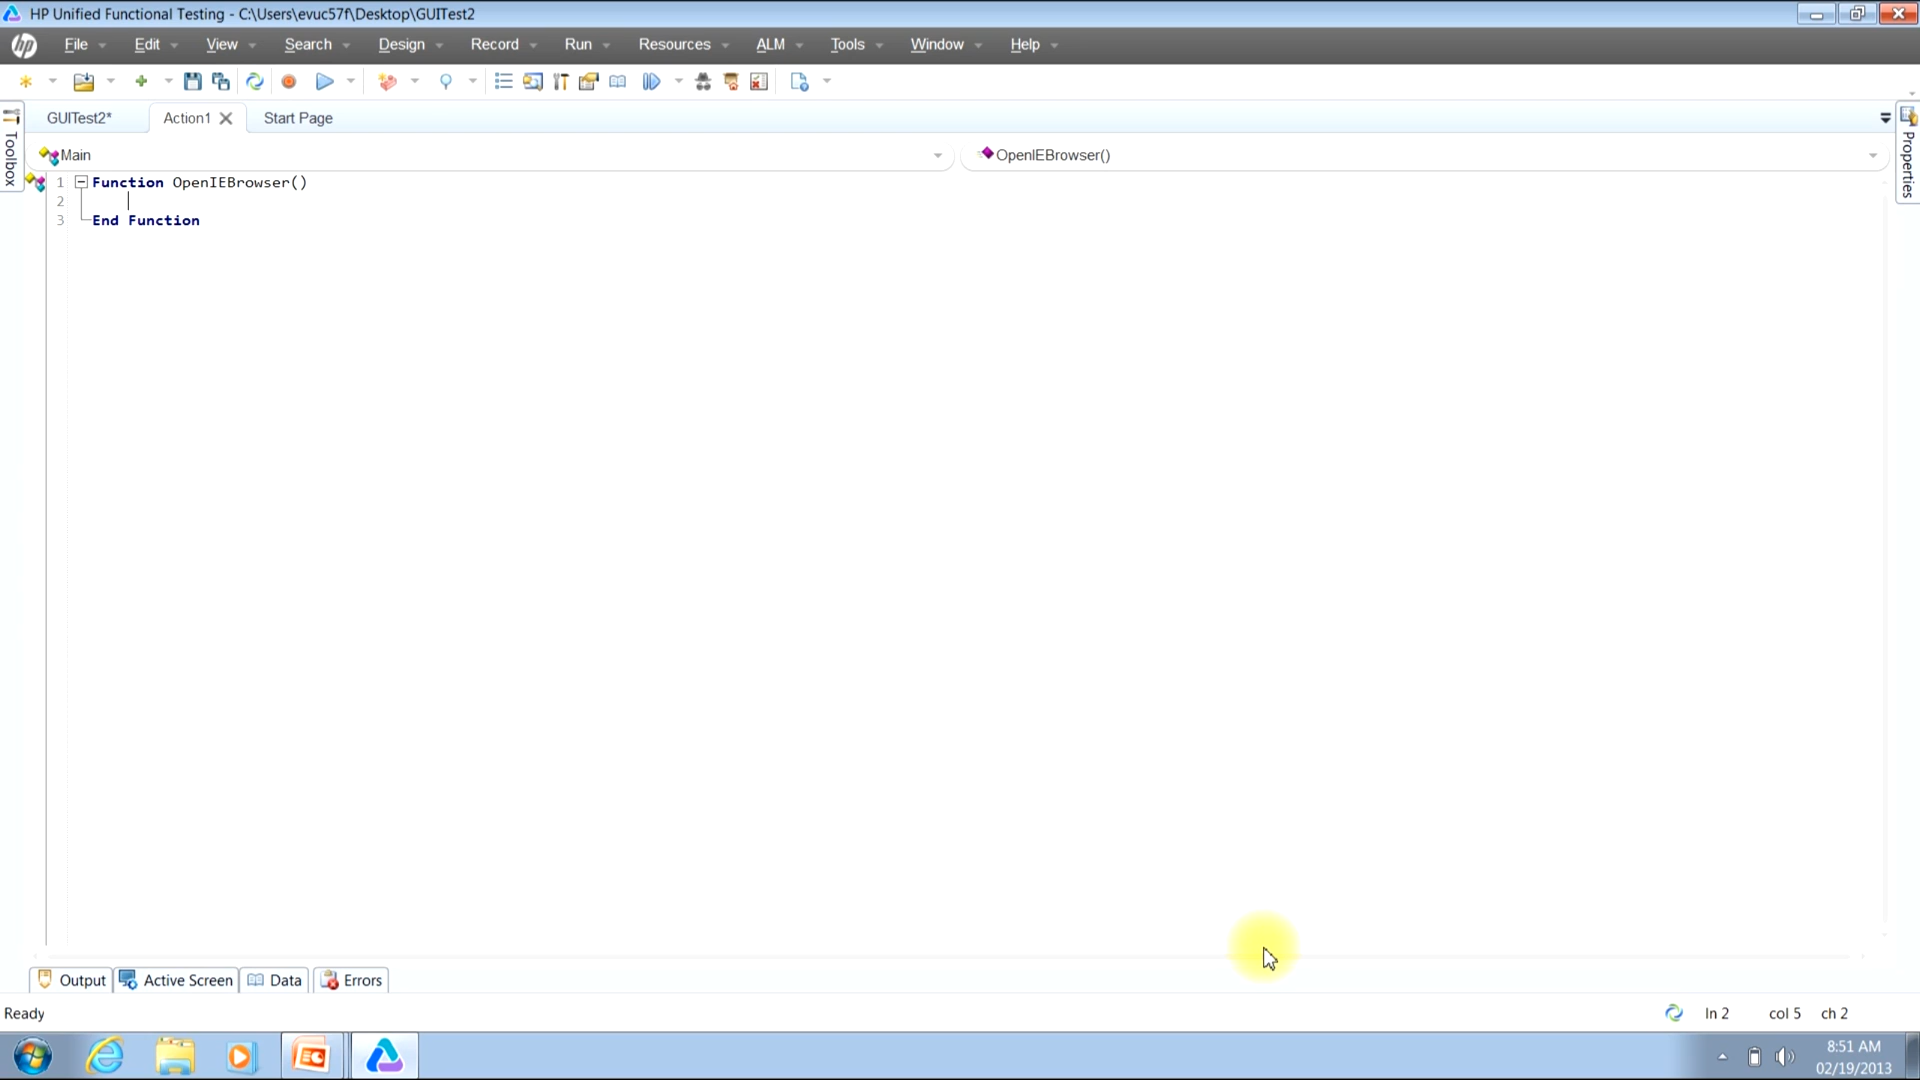 HP Unified Functional Testing - C:\Users\evuc57f\Desktop\GUITest2
hp File Edit View Search Design Record Run Resources ALM Tools Window Help
GUITest2* Action1 Start Page
Toolbox
Properties
Main OpenIEBrowser()
1 Function OpenIEBrowser()
2
3 End Function
Output Active Screen Data Errors
Ready ln 2 col 5 ch 2
8:51 AM
02/19/2013